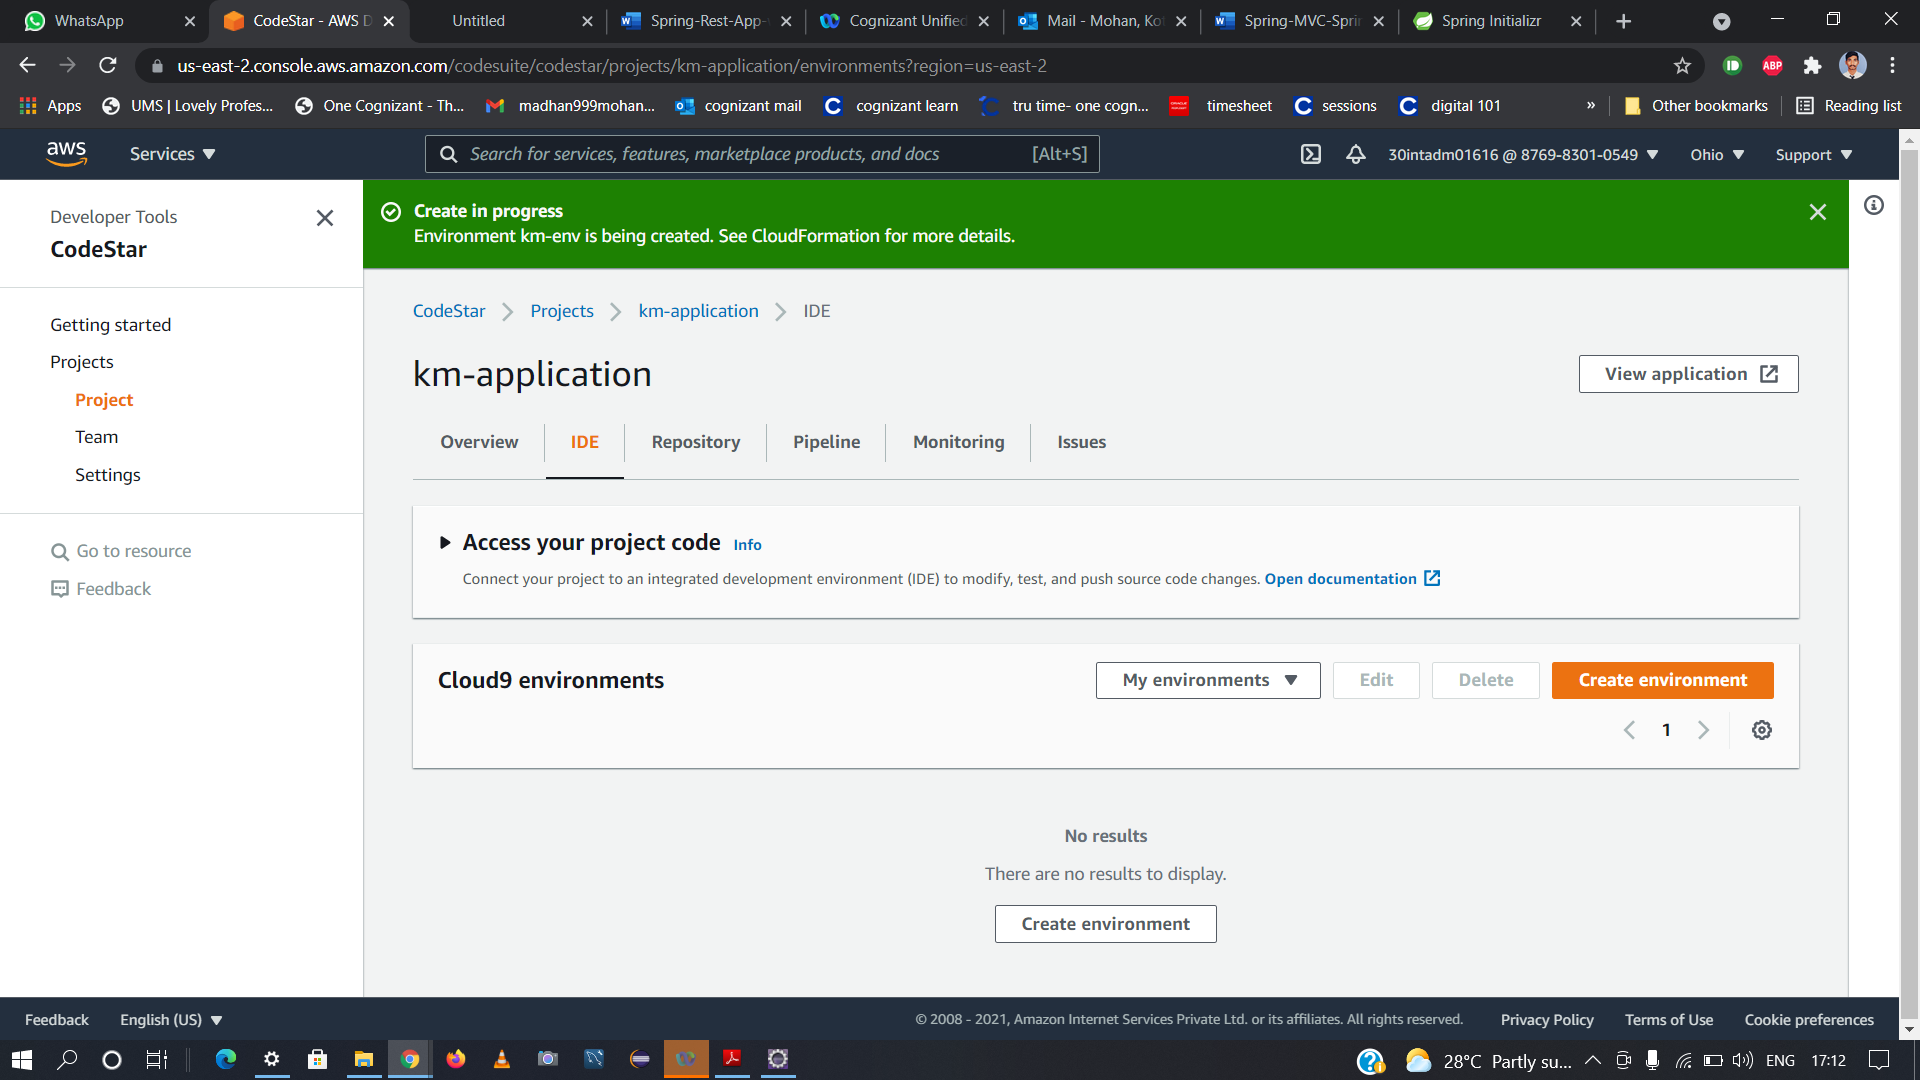 WhatsApp
CodeStar - AWS D
Untitled
Spring-Rest-App-
Cognizant Unified
Mail - Mohan, Ko
Spring-MVC-Sprin
Spring Initializr
us-east-2.console.aws.amazon.com/codesuite/codestar/projects/km-application/environments?region=us-east-2
ABP
Apps
UMS | Lovely Profes...
One Cognizant - Th...
madhan999mohan...
cognizant mail
cognizant learn
tru time- one cogn...
timesheet
sessions
digital 101
»
Other bookmarks
Reading list
aws
Services
Search for services, features, marketplace products, and docs
[Alt+S]
30intadm01616 @ 8769-8301-0549
Ohio
Support
Developer Tools
CodeStar
Create in progress
Environment km-env is being created. See CloudFormation for more details.
Getting started
Projects
Project
Team
Settings
Go to resource
Feedback
CodeStar
Projects
km-application
IDE
km-application
View application
Overview
IDE
Repository
Pipeline
Monitoring
Issues
Access your project code Info
Connect your project to an integrated development environment (IDE) to modify, test, and push source code changes. Open documentation
Cloud9 environments
My environments
Edit
Delete
Create environment
1
No results
There are no results to display.
Create environment
Feedback
English (US)
© 2008 - 2021, Amazon Internet Services Private Ltd. or its affiliates. All rights reserved.
Privacy Policy
Terms of Use
Cookie preferences
28°C Partly su...
ENG
17:12